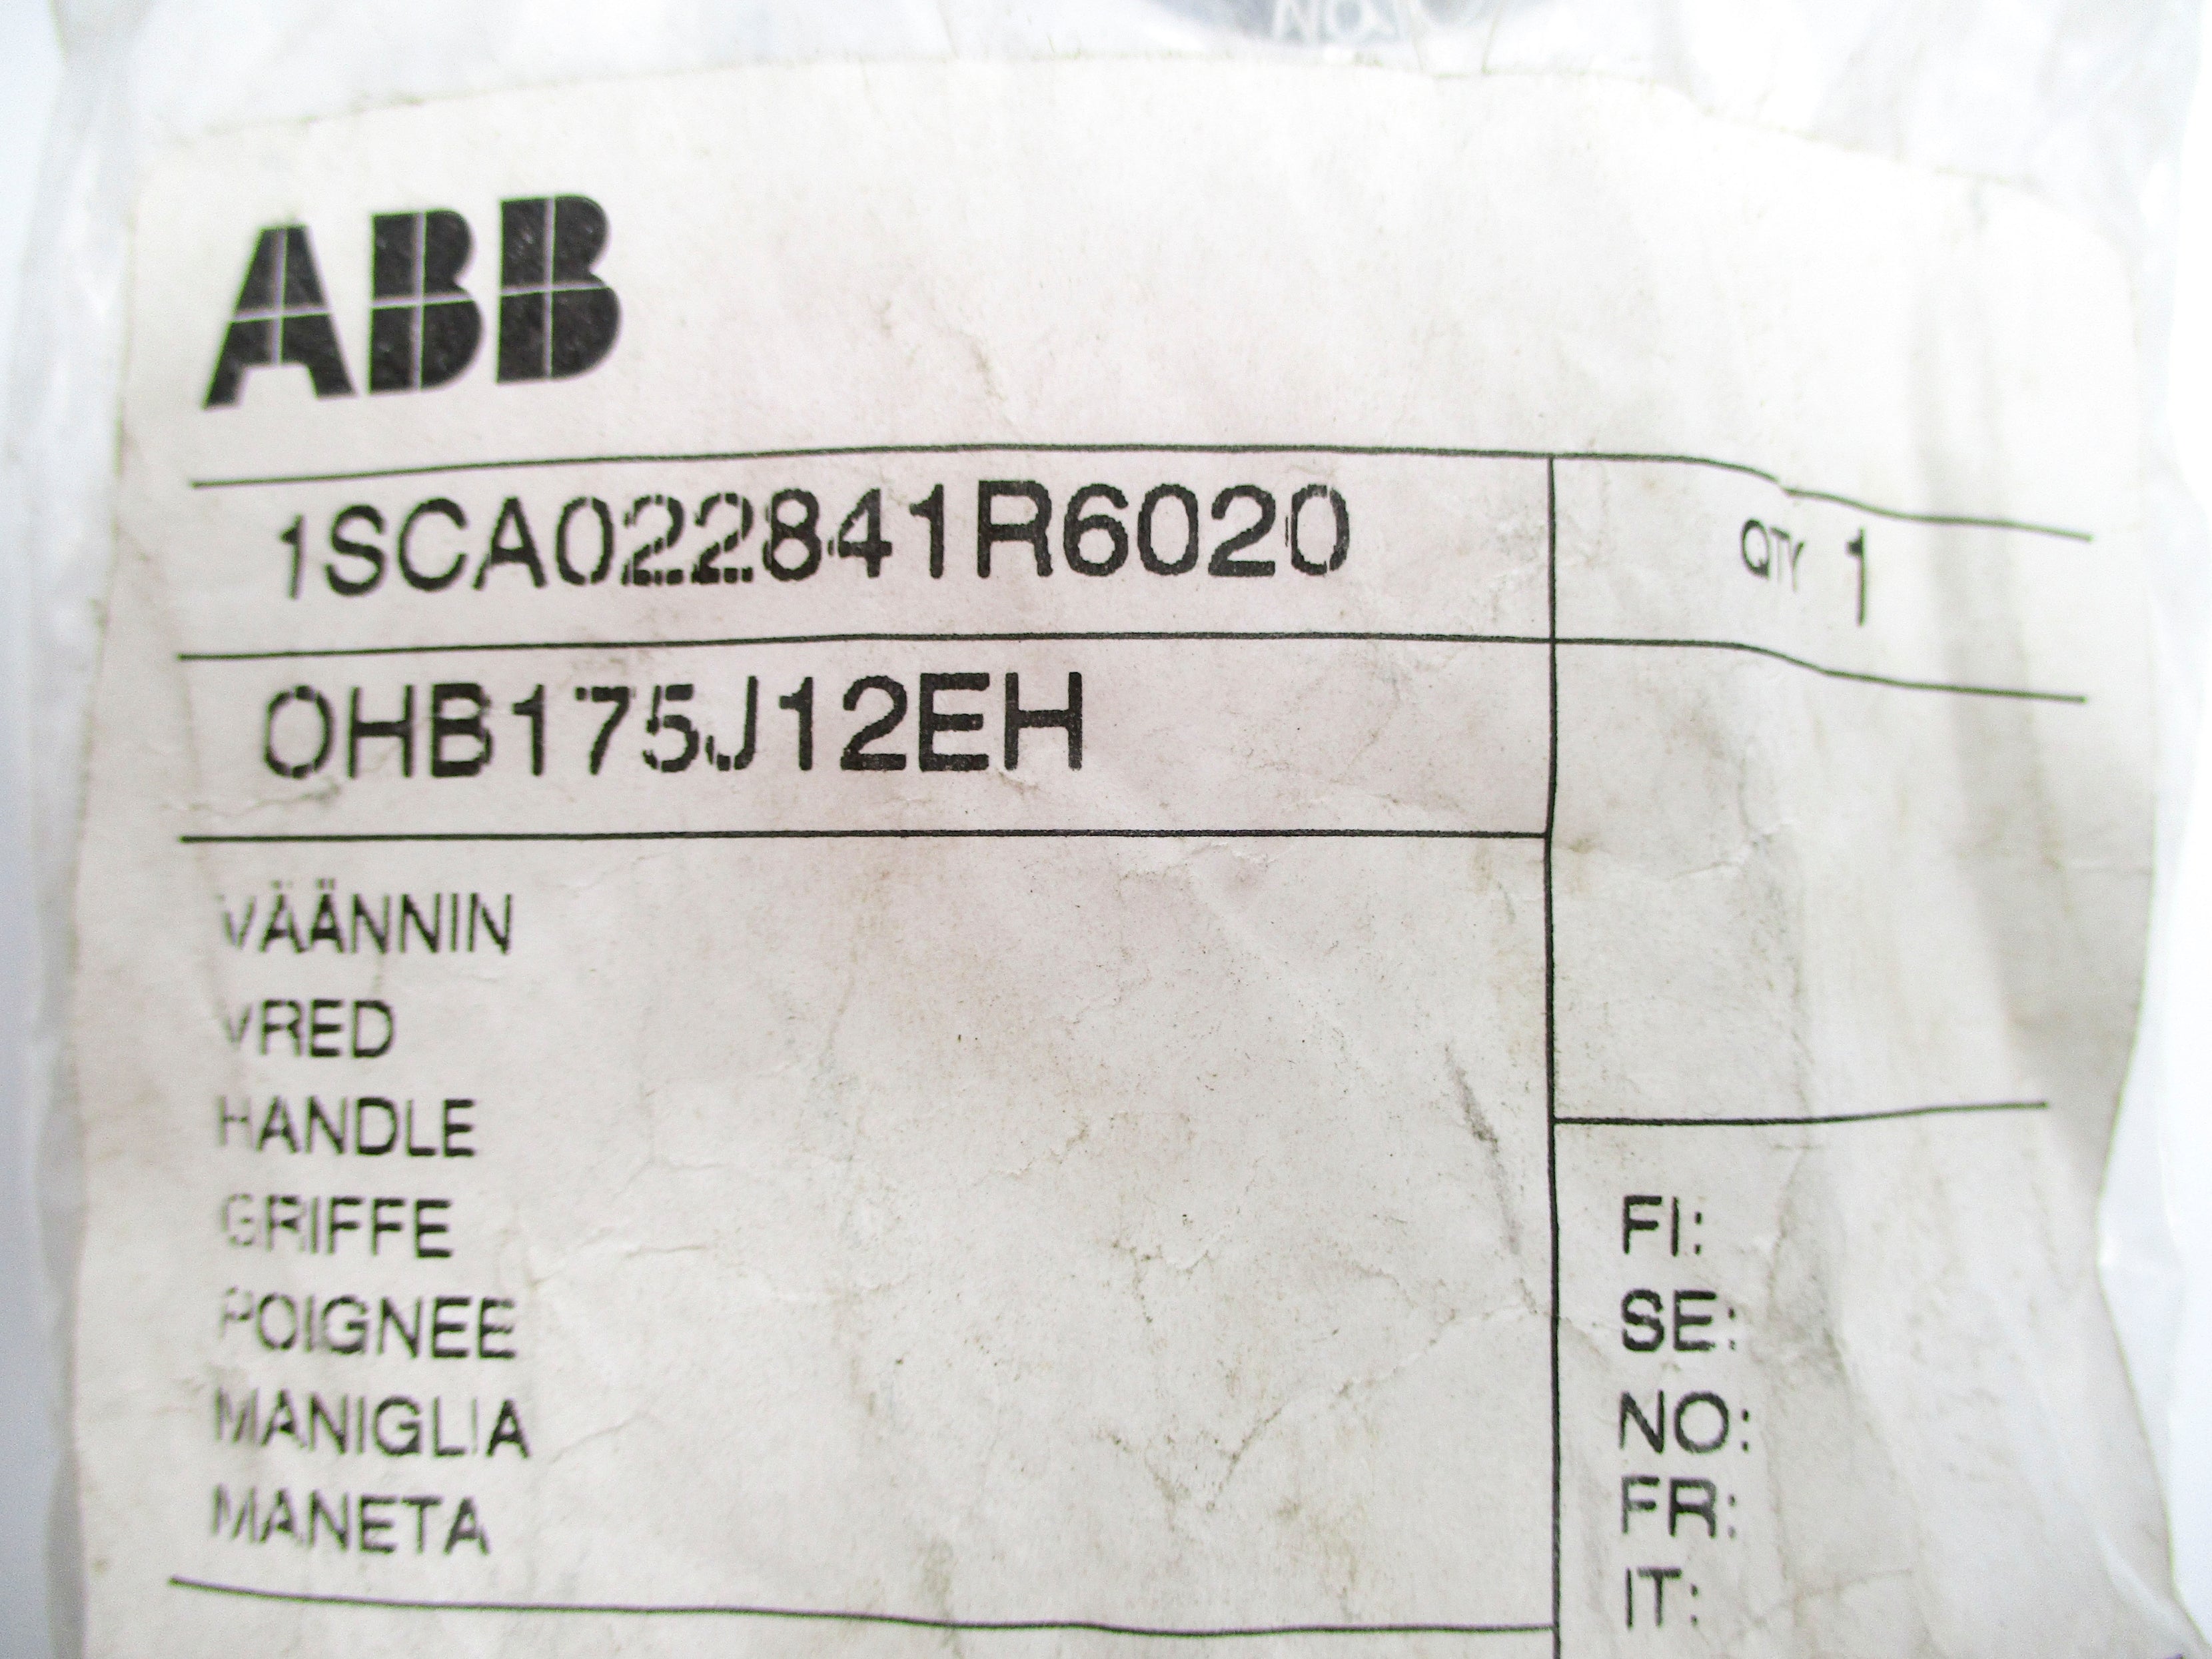 ABB
1SCA022841R6020
QTY 1
OHB175J12EH
VÄÄNNIN
VRED
HANDLE
GRIFFE
POIGNEE
MANIGLIA
MANETA
FI:
SE:
NO:
FR:
IT: